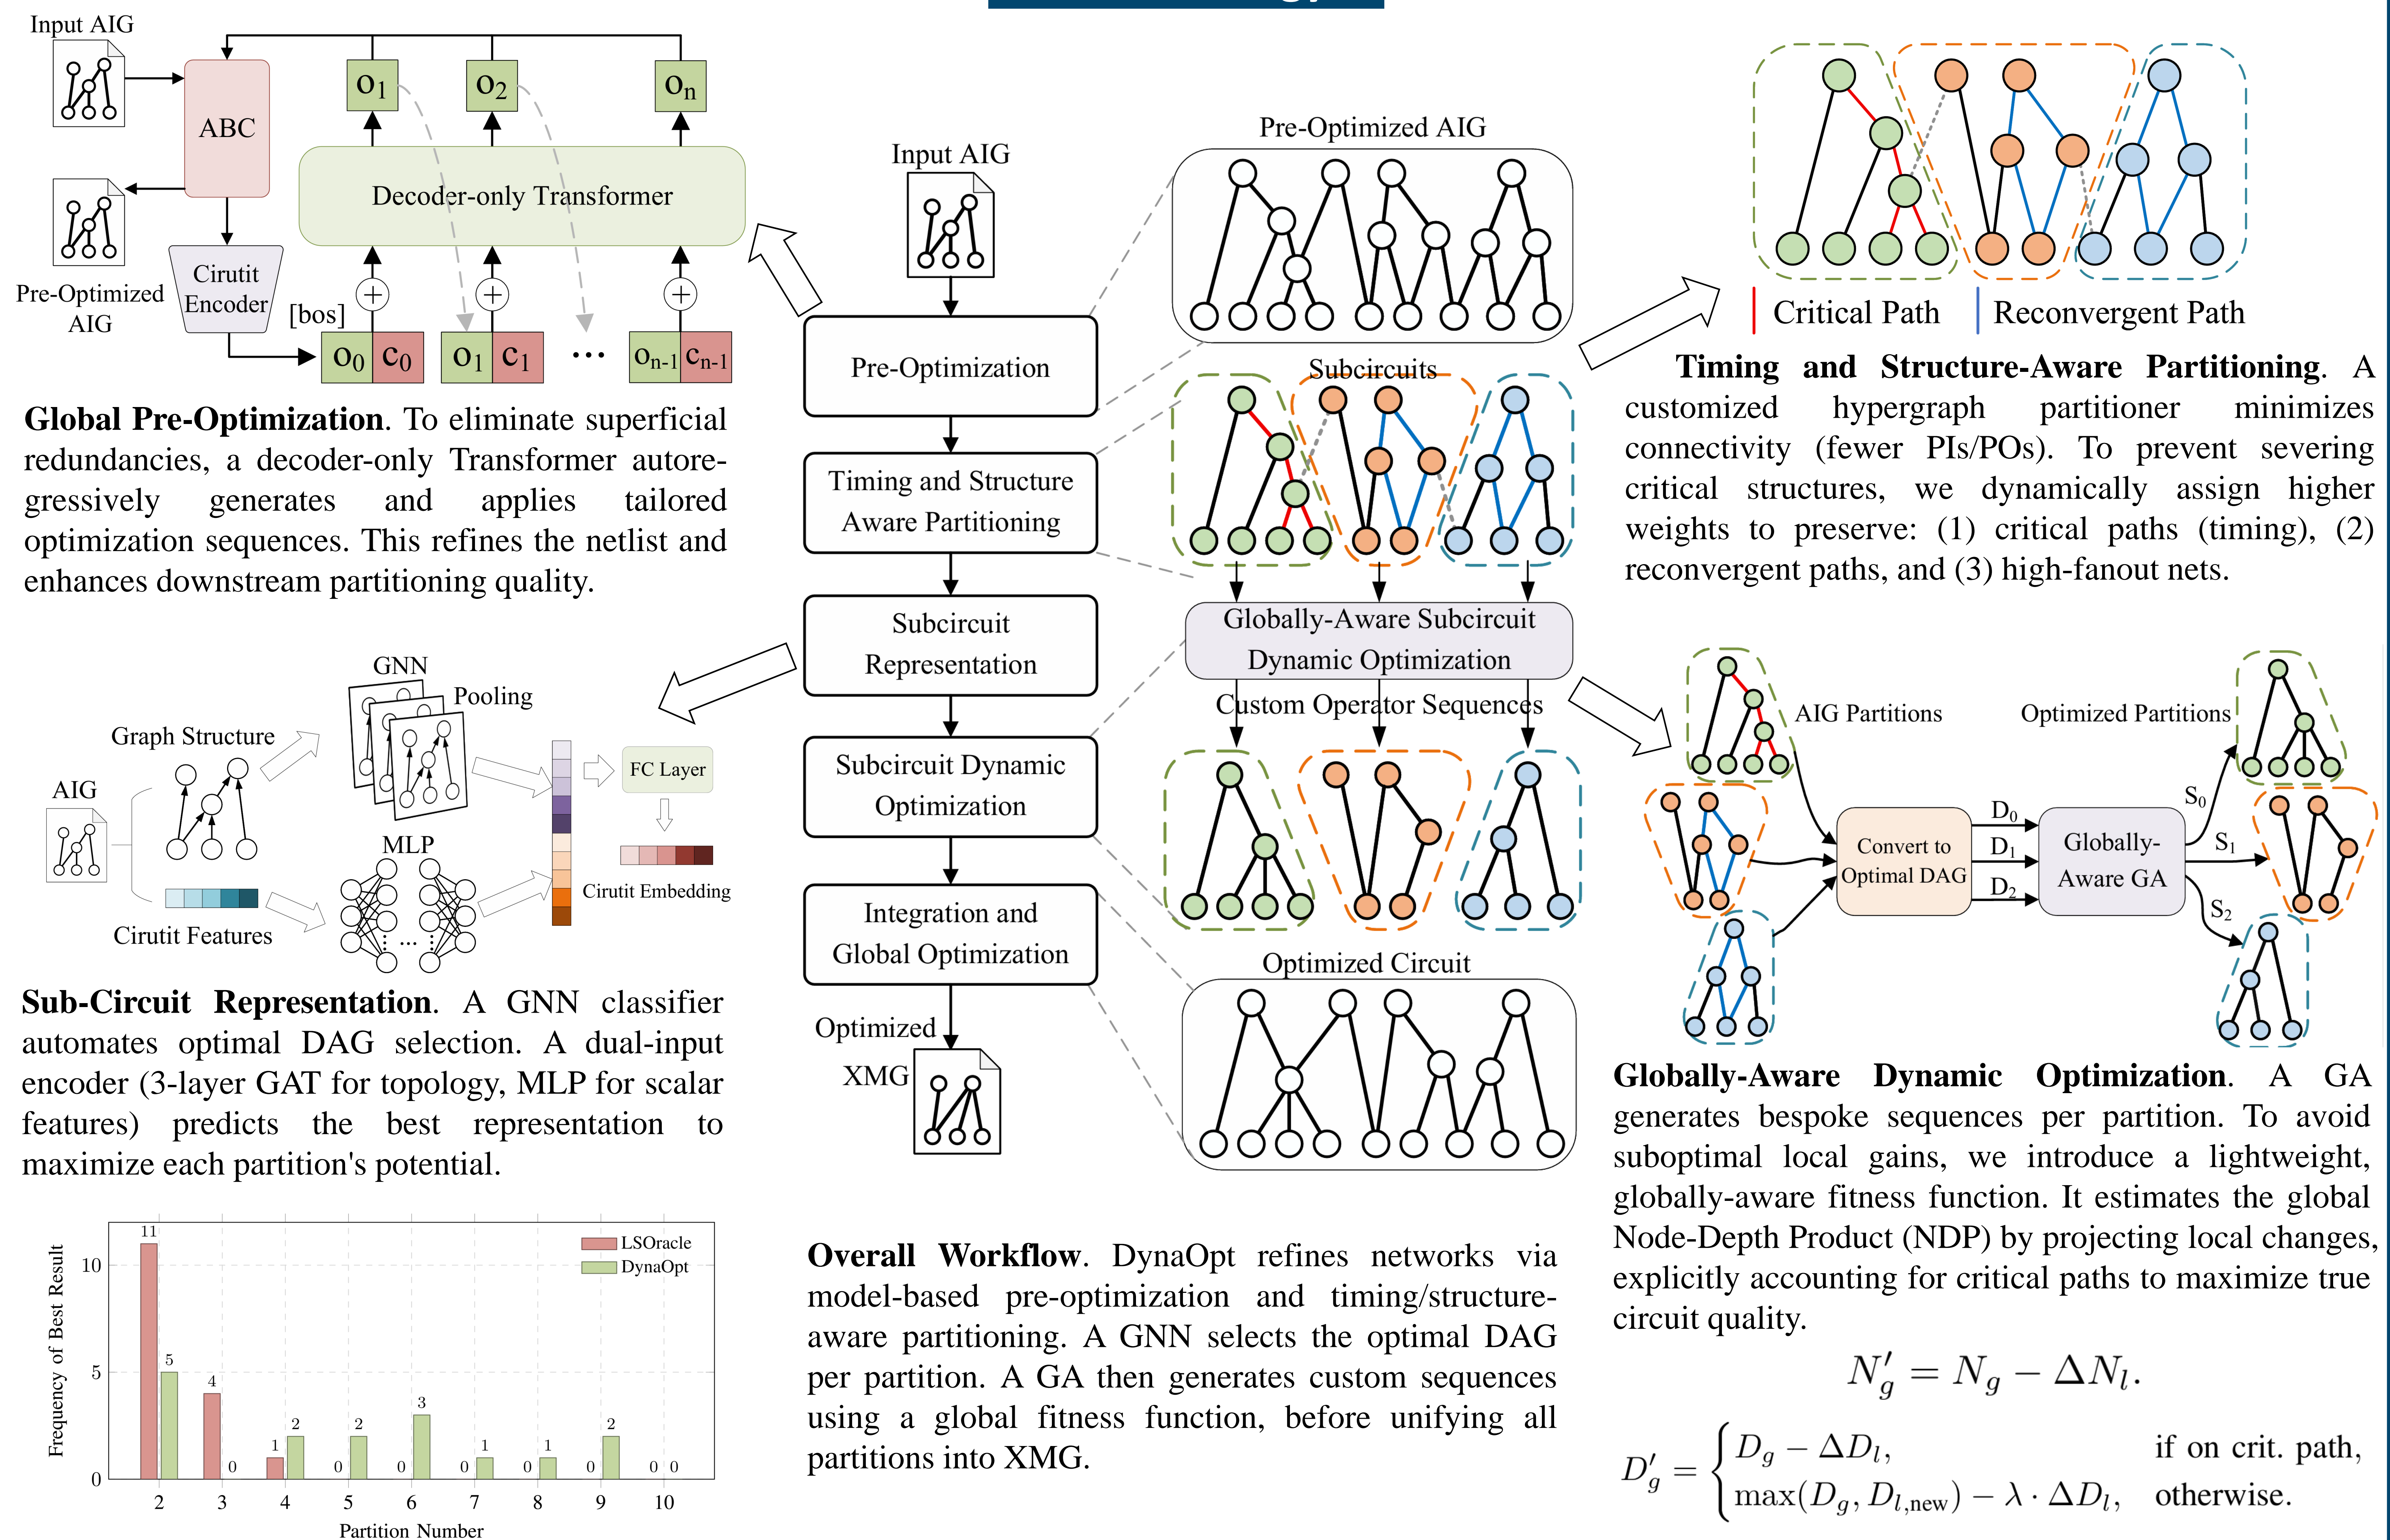 Input AIG
ABC
o1
o2
on
Decoder-only Transformer
Pre-Optimized
AIG
Cirutit
Encoder
[bos]
+
+
+
o0 c0
o1 c1
...
on-1 cn-1
Global Pre-Optimization. To eliminate superficial
redundancies, a decoder-only Transformer autore-
gressively generates and applies tailored
optimization sequences. This refines the netlist and
enhances downstream partitioning quality.
AIG
Graph Structure
GNN
Pooling
MLP
...
Cirutit Features
FC Layer
Cirutit Embedding
Sub-Circuit Representation. A GNN classifier
automates optimal DAG selection. A dual-input
encoder (3-layer GAT for topology, MLP for scalar
features) predicts the best representation to
maximize each partition's potential.
Frequency of Best Result
10
5
0
11
5
4
0
1
2
0
2
0
3
0
1
0
1
0
2
0
0
LSOracle
DynaOpt
2 3 4 5 6 7 8 9 10
Partition Number
Input AIG
Pre-Optimization
Timing and Structure
Aware Partitioning
Subcircuit
Representation
Subcircuit Dynamic
Optimization
Integration and
Global Optimization
Optimized
XMG
Pre-Optimized AIG
Subcircuits
Globally-Aware Subcircuit
Dynamic Optimization
Custom Operator Sequences
Optimized Circuit
Overall Workflow. DynaOpt refines networks via
model-based pre-optimization and timing/structure-
aware partitioning. A GNN selects the optimal DAG
per partition. A GA then generates custom sequences
using a global fitness function, before unifying all
partitions into XMG.
Critical Path
Reconvergent Path
Timing and Structure-Aware Partitioning. A
customized hypergraph partitioner minimizes
connectivity (fewer PIs/POs). To prevent severing
critical structures, we dynamically assign higher
weights to preserve: (1) critical paths (timing), (2)
reconvergent paths, and (3) high-fanout nets.
AIG Partitions
Optimized Partitions
Convert to
Optimal DAG
D0
D1
D2
Globally-
Aware GA
S0
S1
S2
Globally-Aware Dynamic Optimization. A GA
generates bespoke sequences per partition. To avoid
suboptimal local gains, we introduce a lightweight,
globally-aware fitness function. It estimates the global
Node-Depth Product (NDP) by projecting local changes,
explicitly accounting for critical paths to maximize true
circuit quality.
N′g = Ng − ΔNl.
D′g = { Dg − ΔDl, if on crit. path,
max(Dg, Dl,new) − λ · ΔDl, otherwise.